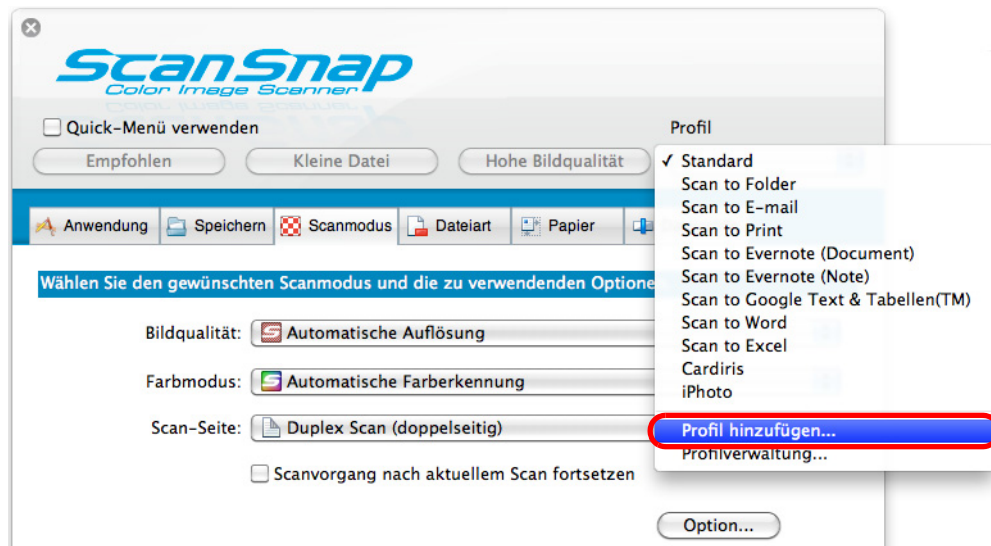 ScanSnap
Color Image Scanner
Quick-Menü verwenden
Profil
Empfohlen
Kleine Datei
Hohe Bildqualität
Standard
Scan to Folder
Scan to E-mail
Scan to Print
Scan to Evernote (Document)
Scan to Evernote (Note)
Scan to Google Text & Tabellen(TM)
Scan to Word
Scan to Excel
Cardiris
iPhoto
Profil hinzufügen...
Profilverwaltung...
Anwendung
Speichern
Scanmodus
Dateiart
Papier
Wählen Sie den gewünschten Scanmodus und die zu verwendenden Optione
Bildqualität:
Automatische Auflösung
Farbmodus:
Automatische Farberkennung
Scan-Seite:
Duplex Scan (doppelseitig)
Scanvorgang nach aktuellem Scan fortsetzen
Option...